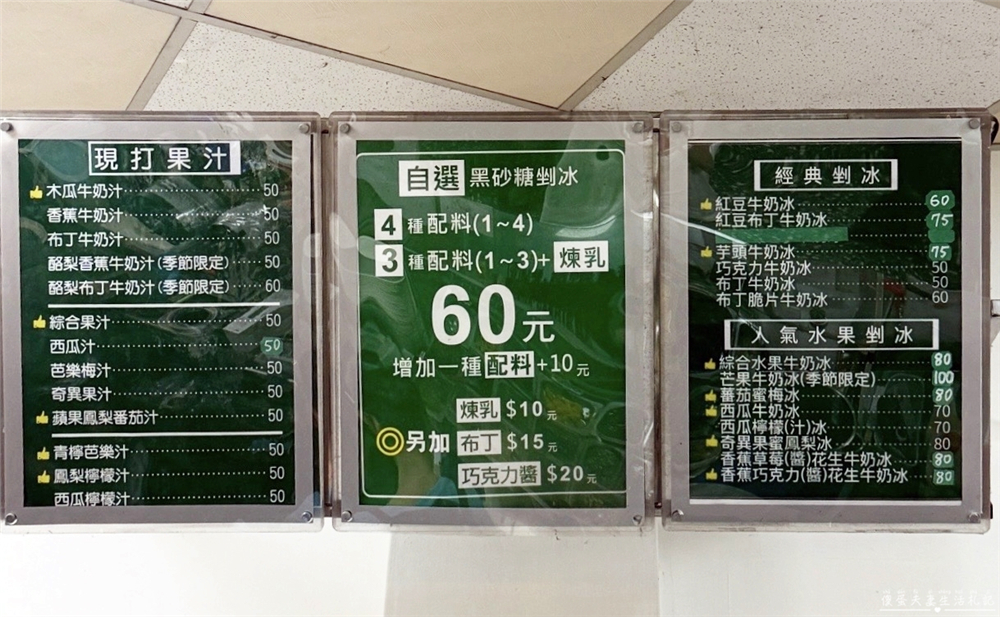 現打果汁
木瓜牛奶汁 50
香蕉牛奶汁 50
布丁牛奶汁 50
酪梨香蕉牛奶汁(季節限定) 60
酪梨布丁牛奶汁(季節限定) 60
綜合果汁 50
西瓜汁 50
芭樂梅汁 50
奇異果汁 50
蘋果鳳梨番茄汁 50
青檸芭樂汁 50
鳳梨檸檬汁 50
西瓜檸檬汁 50
自選 黑砂糖剉冰
4種配料(1~4)
3種配料(1~3)+煉乳
60元
增加一種配料+10元
煉乳 $10元
◎另加 布丁 $15元
巧克力醬 $20元
經典剉冰
紅豆牛奶冰 60
紅豆布丁牛奶冰 75
芋頭牛奶冰 75
巧克力牛奶冰 50
布丁牛奶冰 50
布丁脆片牛奶冰 60
人氣水果剉冰
綜合水果牛奶冰 80
芒果牛奶冰(季節限定) 100
蕃茄蜜梅冰 80
西瓜牛奶冰 70
西瓜檸檬(汁)冰 70
奇異果蜜鳳梨冰 80
香蕉草莓(醬)花生牛奶冰 80
香蕉巧克力(醬)花生牛奶冰 80